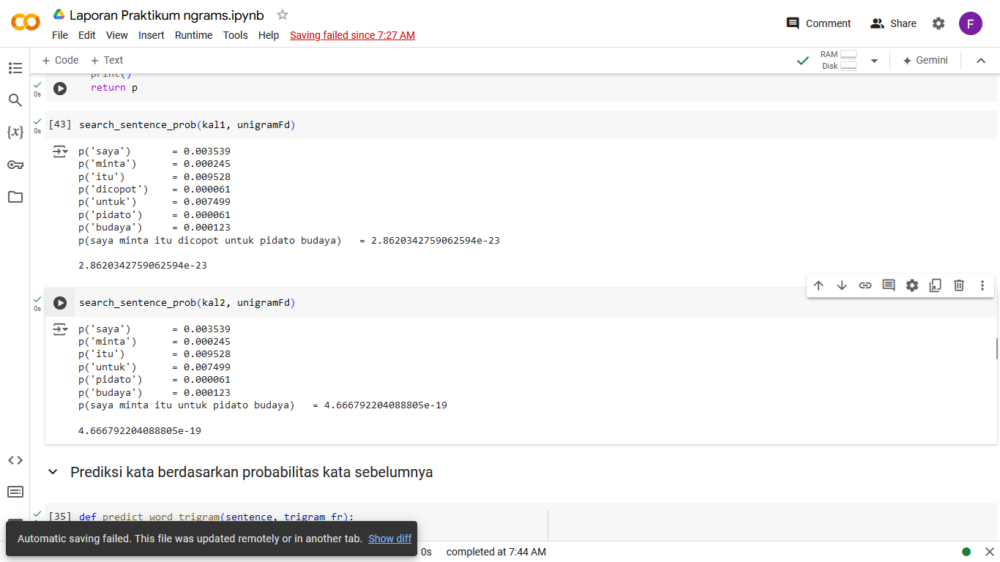 Laporan Praktikum ngrams.ipynb
File Edit View Insert Runtime Tools Help Saving failed since 7:27 AM
Comment Share F
+ Code + Text
RAM
Disk
Gemini
print()
0s
return p
[43] search_sentence_prob(kal1, unigramFd)
0s
p('saya') = 0.003539
p('minta') = 0.000245
p('itu') = 0.009528
p('dicopot') = 0.000061
p('untuk') = 0.007499
p('pidato') = 0.000061
p('budaya') = 0.000123
p(saya minta itu dicopot untuk pidato budaya) = 2.8620342759062594e-23
2.8620342759062594e-23
search_sentence_prob(kal2, unigramFd)
0s
p('saya') = 0.003539
p('minta') = 0.000245
p('itu') = 0.009528
p('untuk') = 0.007499
p('pidato') = 0.000061
p('budaya') = 0.000123
p(saya minta itu untuk pidato budaya) = 4.666792204088805e-19
4.666792204088805e-19
Prediksi kata berdasarkan probabilitas kata sebelumnya
[35] def predict_word_trigram(sentence, trigram_fr):
Automatic saving failed. This file was updated remotely or in another tab. Show diff
0s completed at 7:44 AM